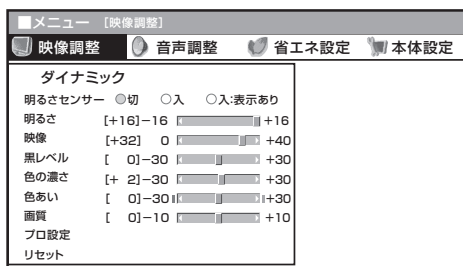 ■メニュー [映像調整]
映像調整 音声調整 省エネ設定 本体設定
ダイナミック
明るさセンサー ◎切 ○入 ○入:表示あり
明るさ [+16]−16 +16
映像 [+32] 0 +40
黒レベル [ 0]−30 +30
色の濃さ [+ 2]−30 +30
色あい [ 0]−30 +30
画質 [ 0]−10 +10
プロ設定
リセット